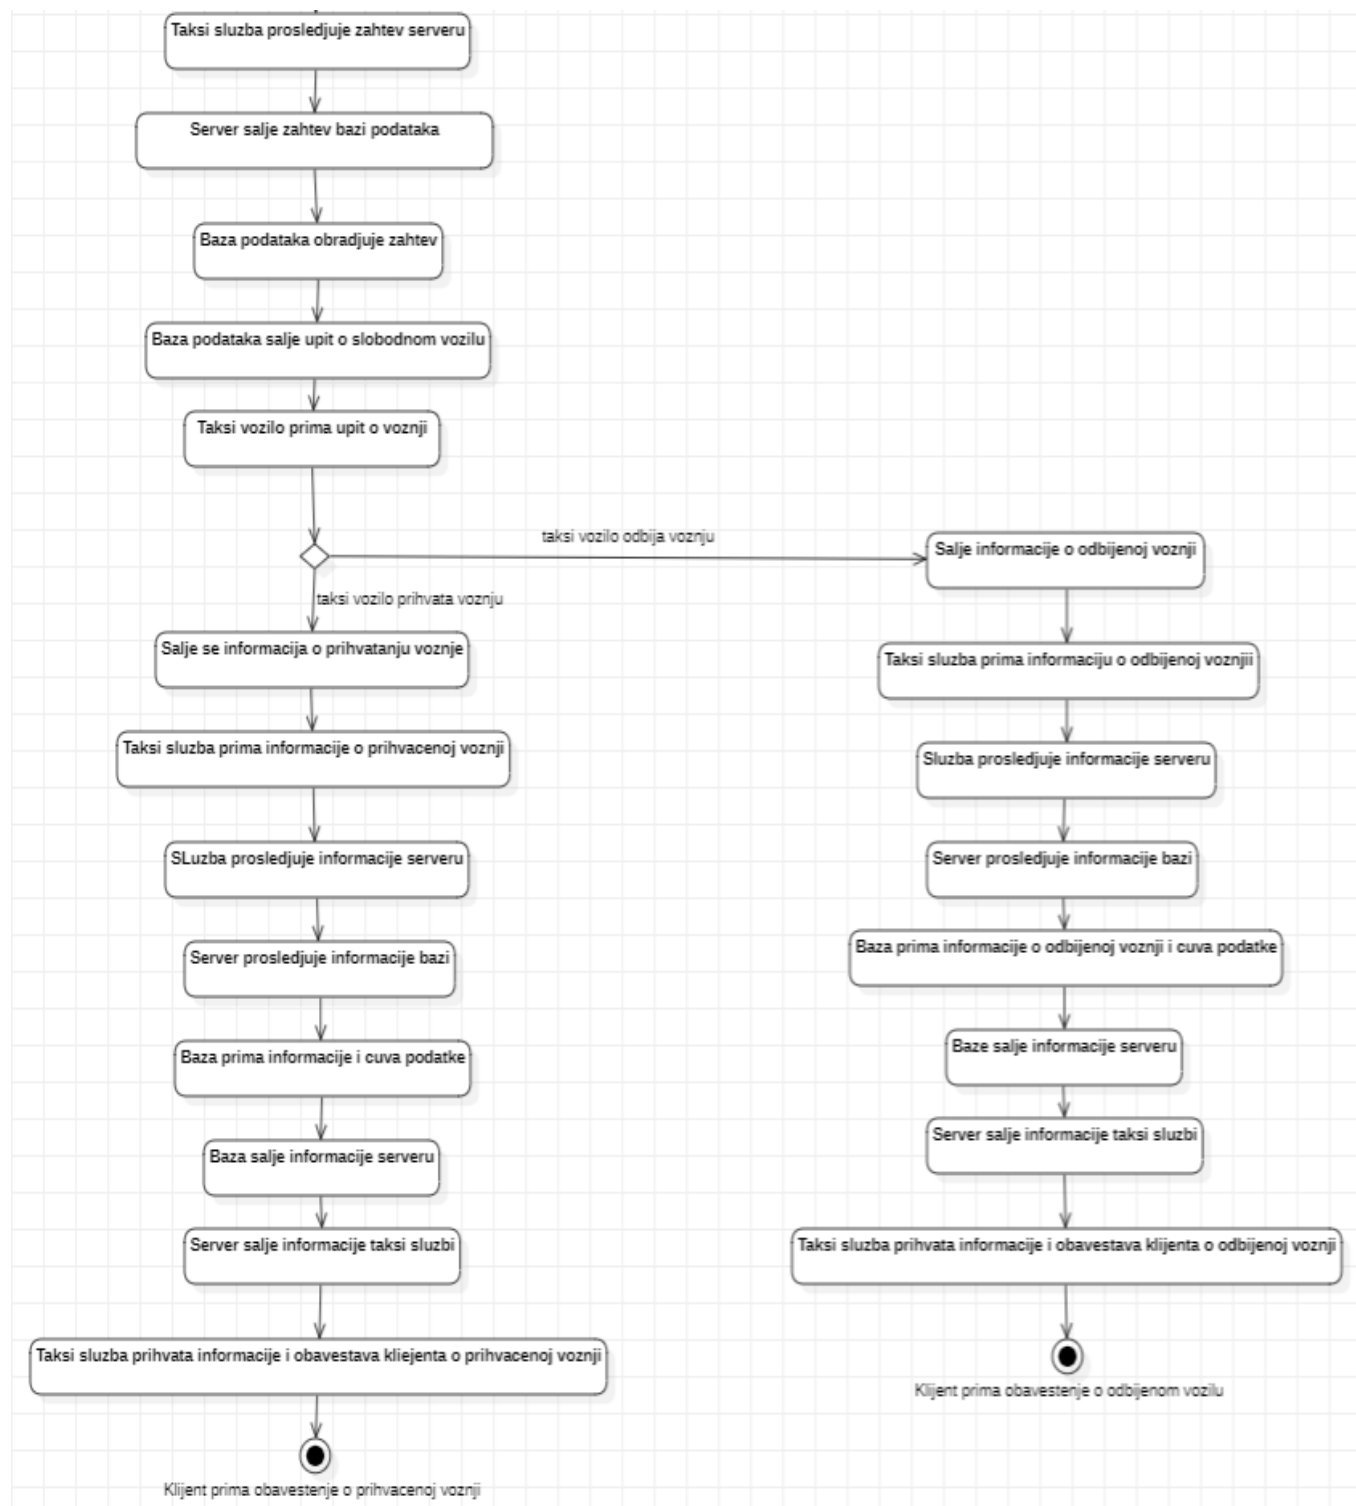 Taksi sluzba prosledjuje zahtev serveru
Server salje zahtev bazi podataka
Baza podataka obradjuje zahtev
Baza podataka salje upit o slobodnom vozilu
Taksi vozilo prima upit o voznji
taksi vozilo odbija voznju
taksi vozilo prihvata voznju
Salje se informacija o prihvatanju voznje
Taksi sluzba prima informacije o prihvacenoj voznji
SLuzba prosledjuje informacije serveru
Server prosledjuje informacije bazi
Baza prima informacije i cuva podatke
Baza salje informacije serveru
Server salje informacije taksi sluzbi
Taksi sluzba prihvata informacije i obavestava kliejenta o prihvacenoj voznji
Klijent prima obavestenje o prihvacenoj voznji
Salje informacije o odbijenoj voznji
Taksi sluzba prima informaciju o odbijenoj voznjii
Sluzba prosledjuje informacije serveru
Server prosledjuje informacije bazi
Baza prima informacije o odbijenoj voznji i cuva podatke
Baze salje informacije serveru
Server salje informacije taksi sluzbi
Taksi sluzba prihvata informacije i obavestava klijenta o odbijenoj voznji
Klijent prima obavestenje o odbijenom vozilu